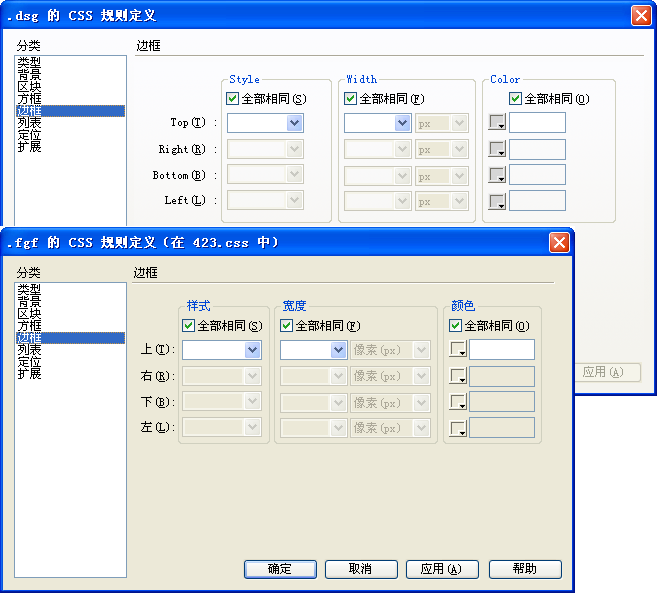 .dsg 的 CSS 规则定义
分类
边框
类型
背景
区块
方框
边框
列表
定位
扩展
Style
Width
Color
全部相同(S)
全部相同(F)
全部相同(O)
Top(T) :
px
Right(R) :
px
Bottom(B) :
px
Left(L) :
px
应用(A)
.fgf 的 CSS 规则定义（在 423.css 中）
分类
边框
类型
背景
区块
方框
边框
列表
定位
扩展
样式
宽度
颜色
全部相同(S)
全部相同(F)
全部相同(O)
上(T):
像素(px)
右(R):
像素(px)
下(B):
像素(px)
左(L):
像素(px)
确定
取消
应用(A)
帮助